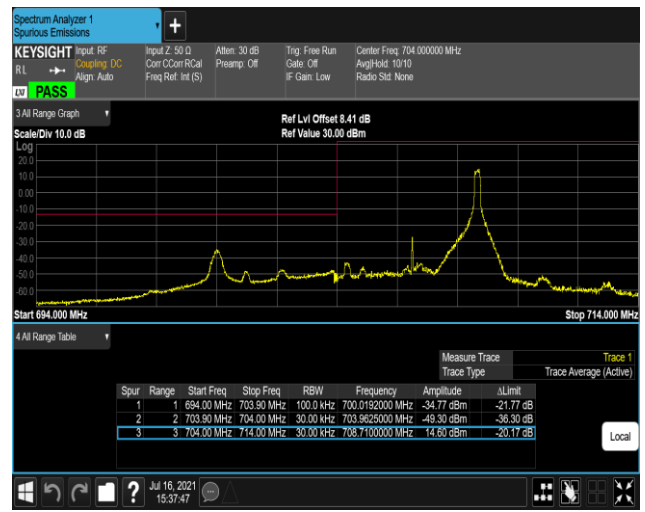 Spectrum Analyzer 1
Spurious Emissions
+
KEYSIGHT Input: RF Input Z: 50 Ω Atten: 30 dB Trig: Free Run Center Freq: 704.000000 MHz
RL Coupling: DC Corr CCorr RCal Preamp: Off Gate: Off Avg|Hold: 10/10
Align: Auto Freq Ref: Int (S) IF Gain: Low Radio Std: None
LXI PASS
3 All Range Graph
Ref Lvl Offset 8.41 dB
Scale/Div 10.0 dB Ref Value 30.00 dBm
Log
20.0
10.0
0.00
-10.0
-20.0
-30.0
-40.0
-50.0
-60.0
Start 694.000 MHz Stop 714.000 MHz
4 All Range Table
Measure Trace Trace 1
Trace Type Trace Average (Active)
Spur Range Start Freq Stop Freq RBW Frequency Amplitude ΔLimit
1 1 694.00 MHz 703.90 MHz 100.0 kHz 700.0192000 MHz -34.77 dBm -21.77 dB
2 2 703.90 MHz 704.00 MHz 30.00 kHz 703.9625000 MHz -49.30 dBm -36.30 dB
3 3 704.00 MHz 714.00 MHz 30.00 kHz 708.7100000 MHz 14.60 dBm -20.17 dB
Local
? Jul 16, 2021
15:37:47